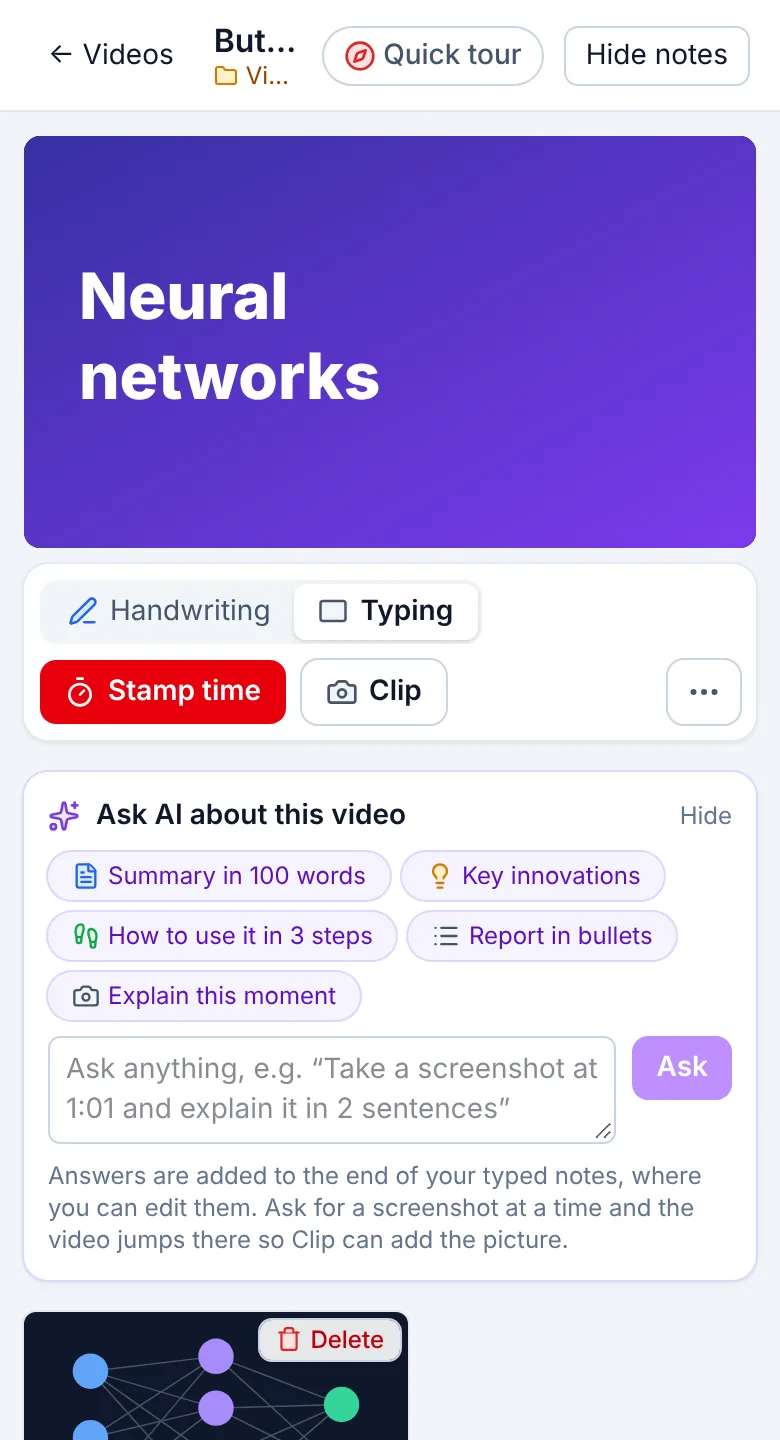 ← Videos
But...
Vi...
Quick tour
Hide notes
Neural
networks
Handwriting
Typing
Stamp time
Clip
Ask AI about this video
Hide
Summary in 100 words
Key innovations
How to use it in 3 steps
Report in bullets
Explain this moment
Ask anything, e.g. “Take a screenshot at
1:01 and explain it in 2 sentences”
Ask
Answers are added to the end of your typed notes, where
you can edit them. Ask for a screenshot at a time and the
video jumps there so Clip can add the picture.
Delete